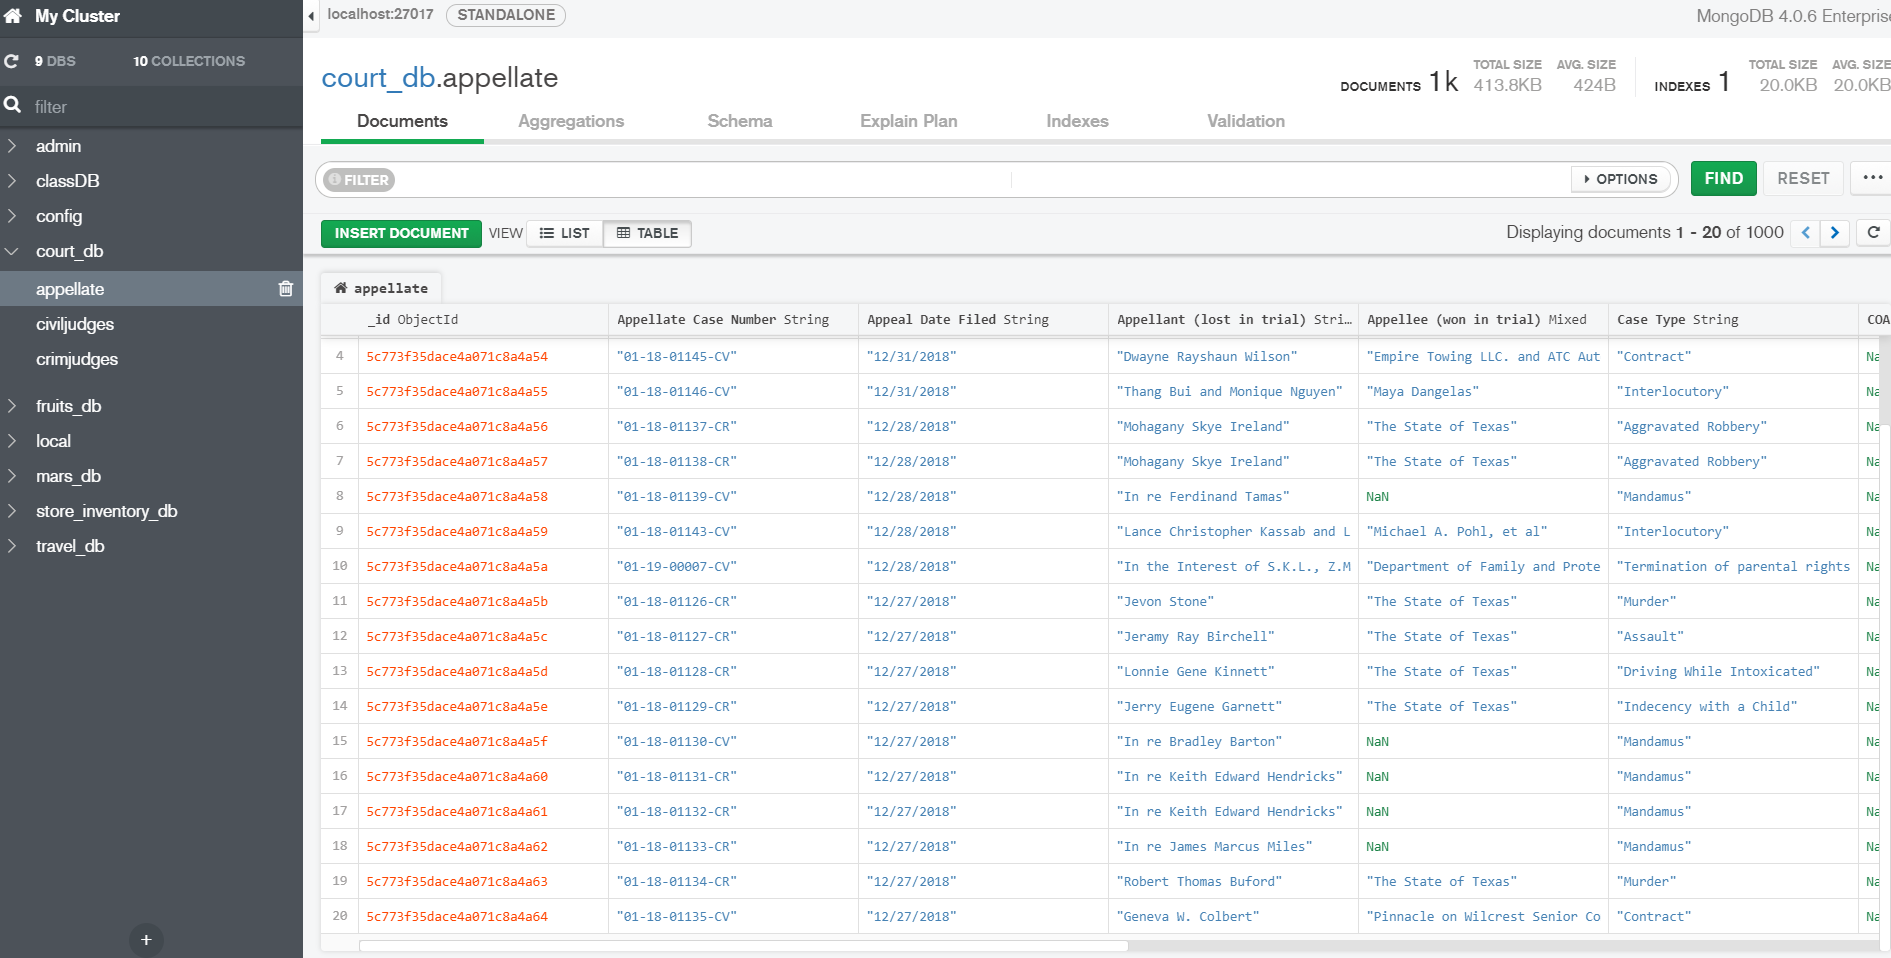 My Cluster
9 DBS 10 COLLECTIONS
filter
admin
classDB
config
court_db
appellate
civiljudges
crimjudges
fruits_db
local
mars_db
store_inventory_db
travel_db
+
localhost:27017 STANDALONE MongoDB 4.0.6 Enterprise
court_db.appellate
DOCUMENTS 1k TOTAL SIZE 413.8KB AVG. SIZE 424B INDEXES 1 TOTAL SIZE 20.0KB AVG. SIZE 20.0KB
Documents Aggregations Schema Explain Plan Indexes Validation
FILTER OPTIONS FIND RESET ...
INSERT DOCUMENT VIEW LIST TABLE Displaying documents 1 - 20 of 1000
appellate
_id ObjectId Appellate Case Number String Appeal Date Filed String Appellant (lost in trial) Stri... Appellee (won in trial) Mixed Case Type String COA
4 5c773f35dace4a071c8a4a54 "01-18-01145-CV" "12/31/2018" "Dwayne Rayshaun Wilson" "Empire Towing LLC. and ATC Aut "Contract" Na
5 5c773f35dace4a071c8a4a55 "01-18-01146-CV" "12/31/2018" "Thang Bui and Monique Nguyen" "Maya Dangelas" "Interlocutory" Na
6 5c773f35dace4a071c8a4a56 "01-18-01137-CR" "12/28/2018" "Mohagany Skye Ireland" "The State of Texas" "Aggravated Robbery" Na
7 5c773f35dace4a071c8a4a57 "01-18-01138-CR" "12/28/2018" "Mohagany Skye Ireland" "The State of Texas" "Aggravated Robbery" Na
8 5c773f35dace4a071c8a4a58 "01-18-01139-CV" "12/28/2018" "In re Ferdinand Tamas" NaN "Mandamus" Na
9 5c773f35dace4a071c8a4a59 "01-18-01143-CV" "12/28/2018" "Lance Christopher Kassab and L "Michael A. Pohl, et al" "Interlocutory" Na
10 5c773f35dace4a071c8a4a5a "01-19-00007-CV" "12/28/2018" "In the Interest of S.K.L., Z.M "Department of Family and Prote "Termination of parental rights Na
11 5c773f35dace4a071c8a4a5b "01-18-01126-CR" "12/27/2018" "Jevon Stone" "The State of Texas" "Murder" Na
12 5c773f35dace4a071c8a4a5c "01-18-01127-CR" "12/27/2018" "Jeramy Ray Birchell" "The State of Texas" "Assault" Na
13 5c773f35dace4a071c8a4a5d "01-18-01128-CR" "12/27/2018" "Lonnie Gene Kinnett" "The State of Texas" "Driving While Intoxicated" Na
14 5c773f35dace4a071c8a4a5e "01-18-01129-CR" "12/27/2018" "Jerry Eugene Garnett" "The State of Texas" "Indecency with a Child" Na
15 5c773f35dace4a071c8a4a5f "01-18-01130-CV" "12/27/2018" "In re Bradley Barton" NaN "Mandamus" Na
16 5c773f35dace4a071c8a4a60 "01-18-01131-CR" "12/27/2018" "In re Keith Edward Hendricks" NaN "Mandamus" Na
17 5c773f35dace4a071c8a4a61 "01-18-01132-CR" "12/27/2018" "In re Keith Edward Hendricks" NaN "Mandamus" Na
18 5c773f35dace4a071c8a4a62 "01-18-01133-CR" "12/27/2018" "In re James Marcus Miles" NaN "Mandamus" Na
19 5c773f35dace4a071c8a4a63 "01-18-01134-CR" "12/27/2018" "Robert Thomas Buford" "The State of Texas" "Murder" Na
20 5c773f35dace4a071c8a4a64 "01-18-01135-CV" "12/27/2018" "Geneva W. Colbert" "Pinnacle on Wilcrest Senior Co "Contract" Na